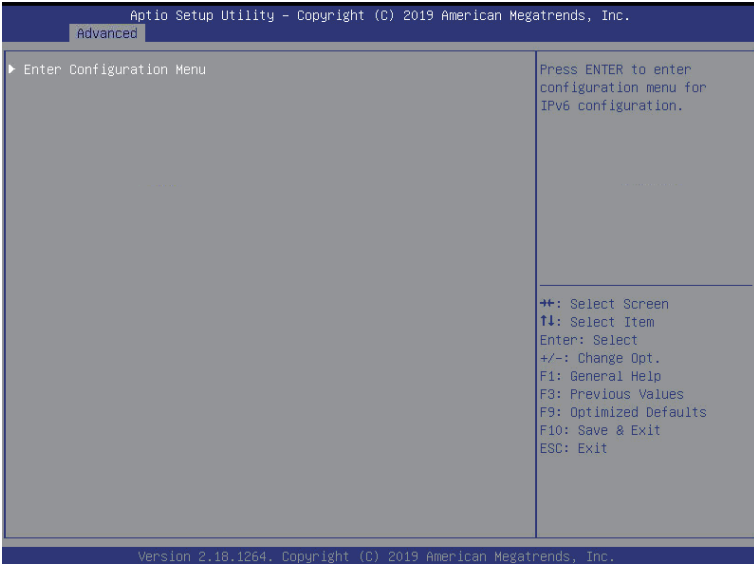 Aptio Setup Utility – Copyright (C) 2019 American Megatrends, Inc.
Advanced
▶ Enter Configuration Menu
Press ENTER to enter
configuration menu for
IPv6 configuration.
→←: Select Screen
↑↓: Select Item
Enter: Select
+/-: Change Opt.
F1: General Help
F3: Previous Values
F9: Optimized Defaults
F10: Save & Exit
ESC: Exit
Version 2.18.1264. Copyright (C) 2019 American Megatrends, Inc.